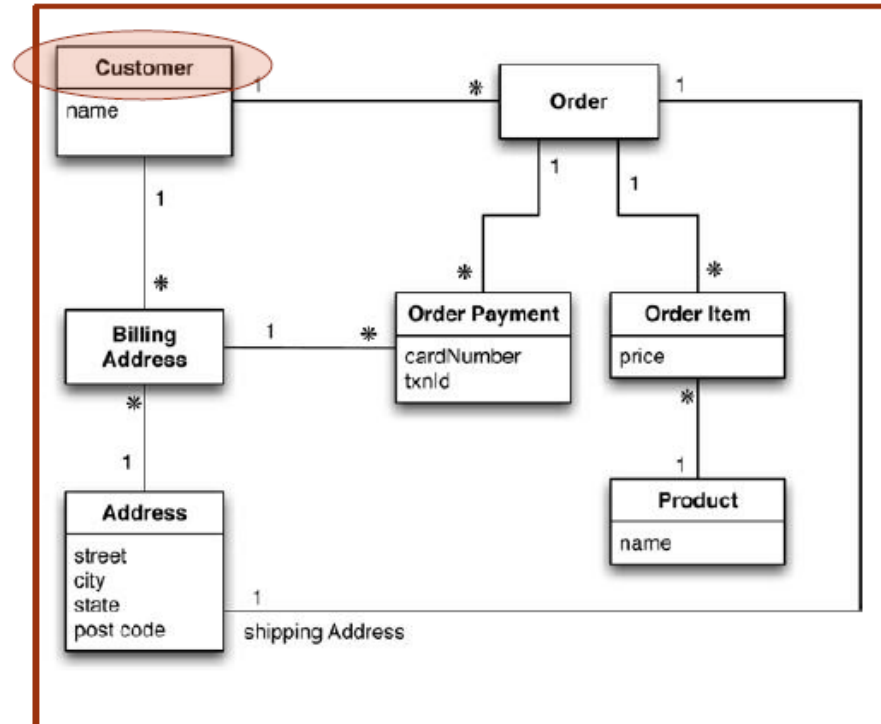 Customer
name
1
*
Order
1
1
1
1
*
*
*
Billing
Address
1
*
Order Payment
cardNumber
txnId
Order Item
price
*
1
*
1
Address
street
city
state
post code
Product
name
1
shipping Address